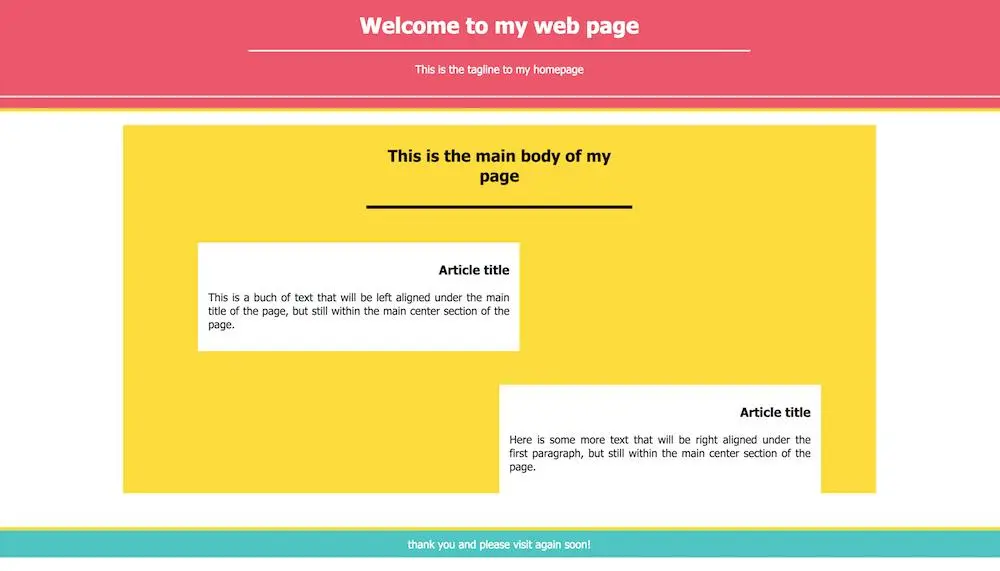 Welcome to my web page
This is the tagline to my homepage
This is the main body of my
page
Article title
This is a buch of text that will be left aligned under the main
title of the page, but still within the main center section of the
page.
Article title
Here is some more text that will be right aligned under the
first paragraph, but still within the main center section of the
page.
thank you and please visit again soon!